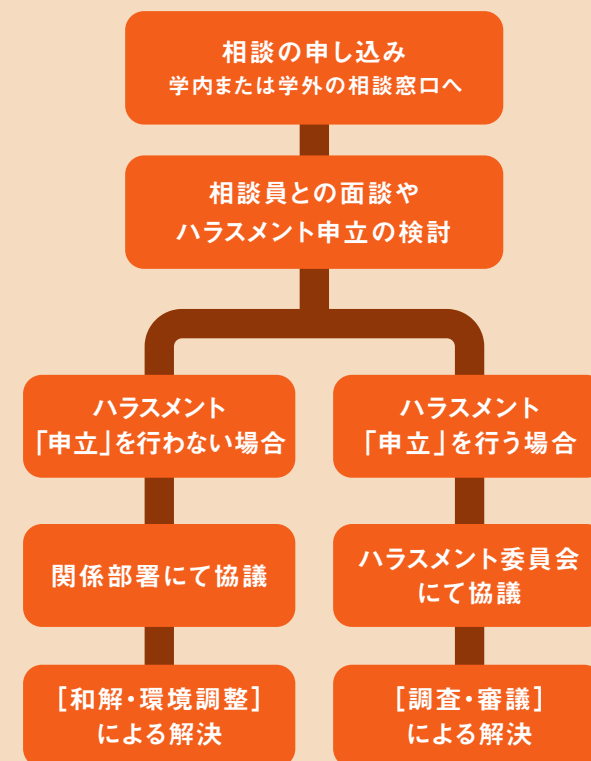 相談の申し込み
学内または学外の相談窓口へ
相談員との面談や
ハラスメント申立の検討
ハラスメント
「申立」を行わない場合
ハラスメント
「申立」を行う場合
関係部署にて協議
ハラスメント委員会
にて協議
［和解・環境調整］
による解決
［調査・審議］
による解決